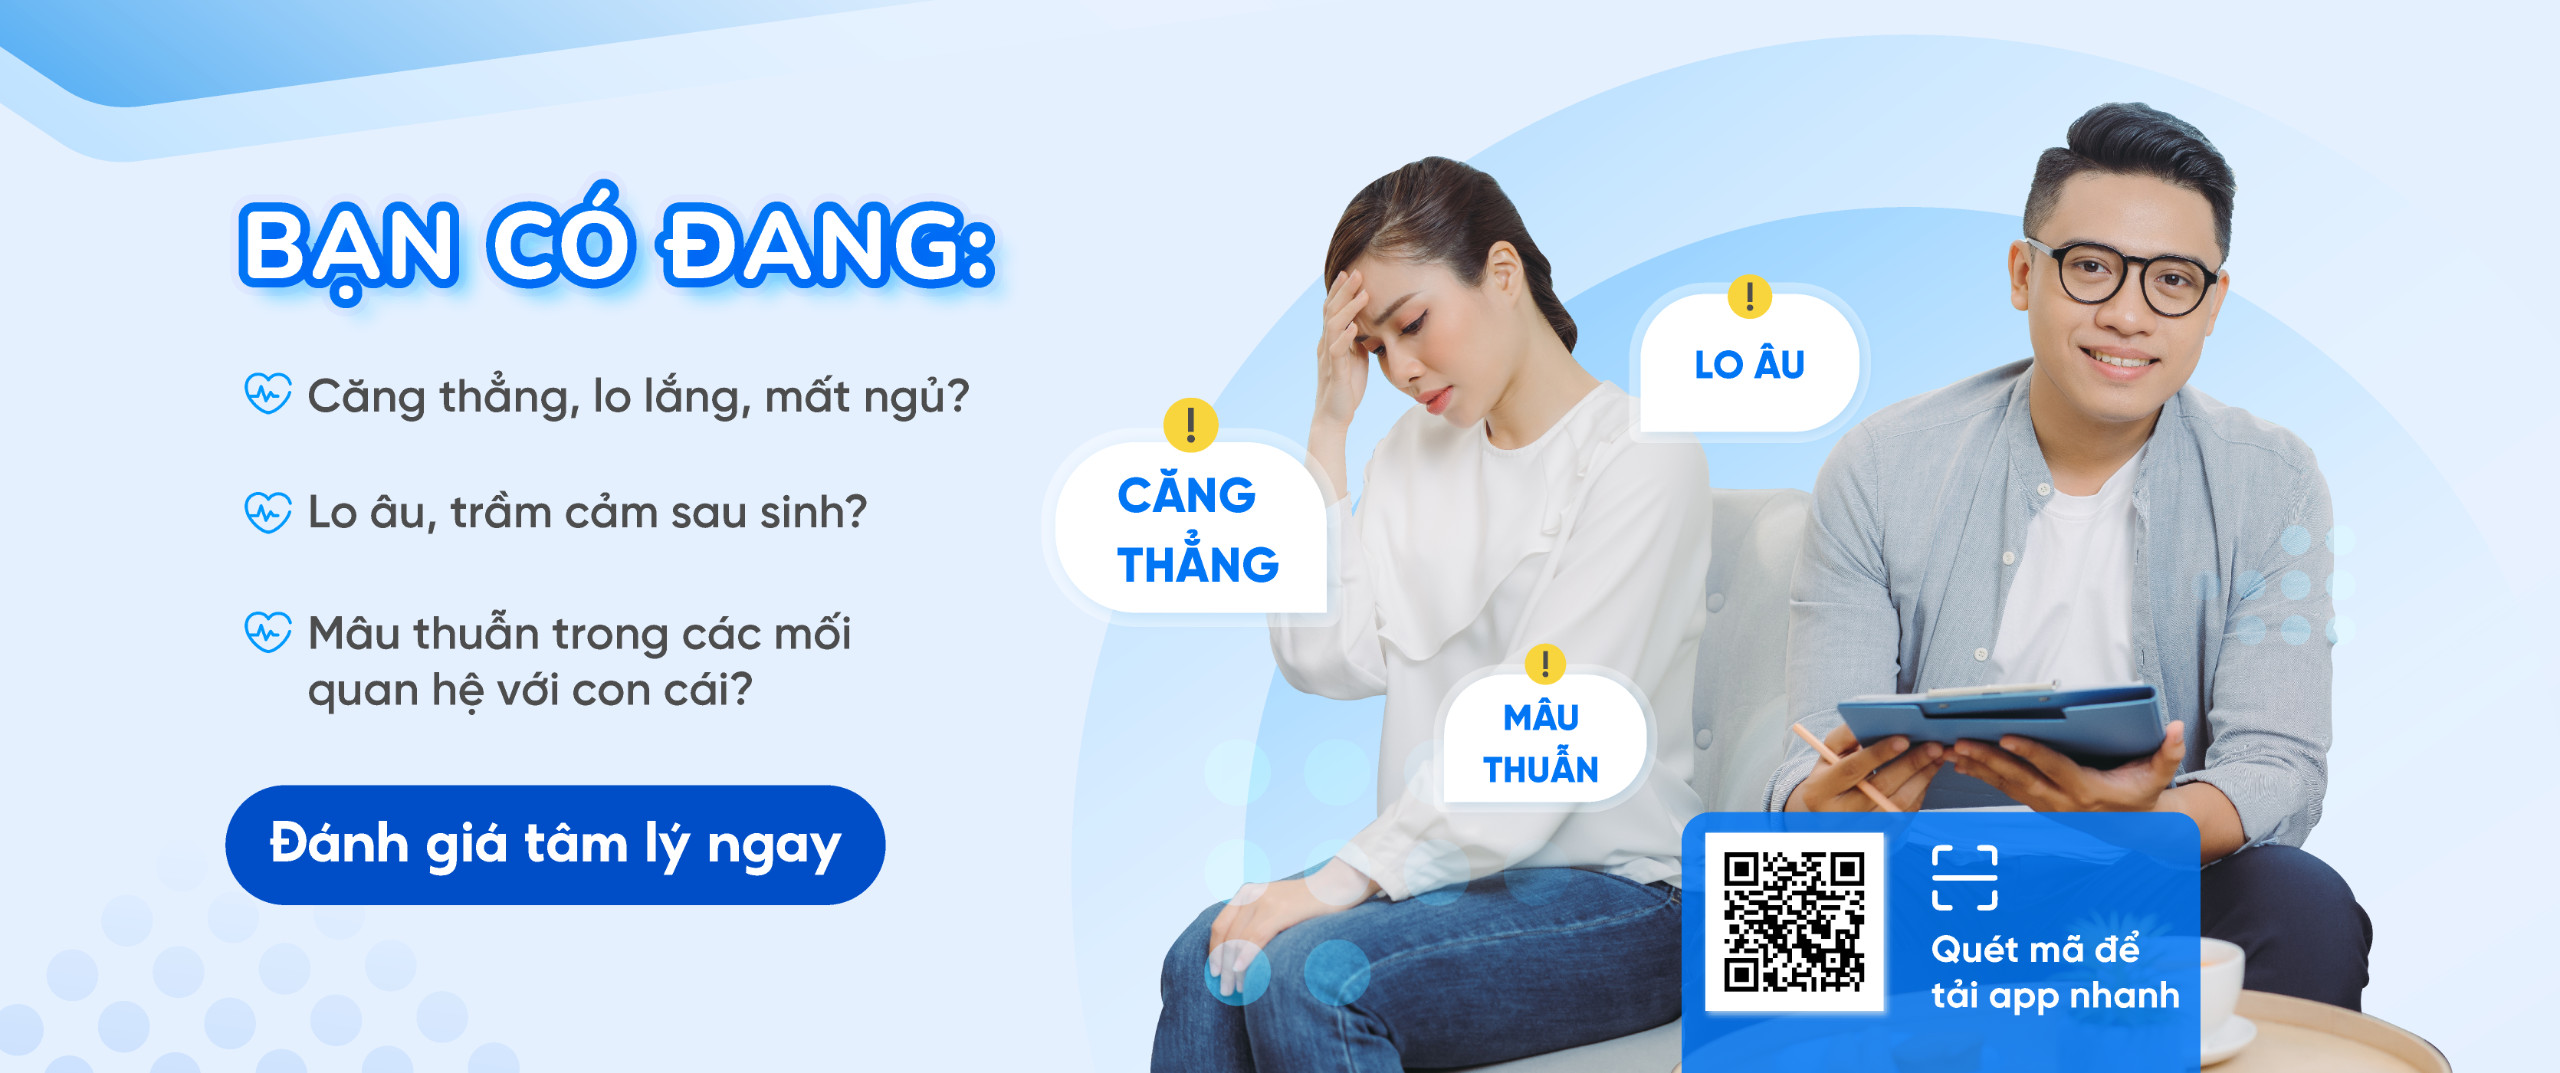 BẠN CÓ ĐANG:
Căng thẳng, lo lắng, mất ngủ?
Lo âu, trầm cảm sau sinh?
Mâu thuẫn trong các mối
quan hệ với con cái?
Đánh giá tâm lý ngay
CĂNG
THẲNG
LO ÂU
MÂU
THUẪN
Quét mã để
tải app nhanh